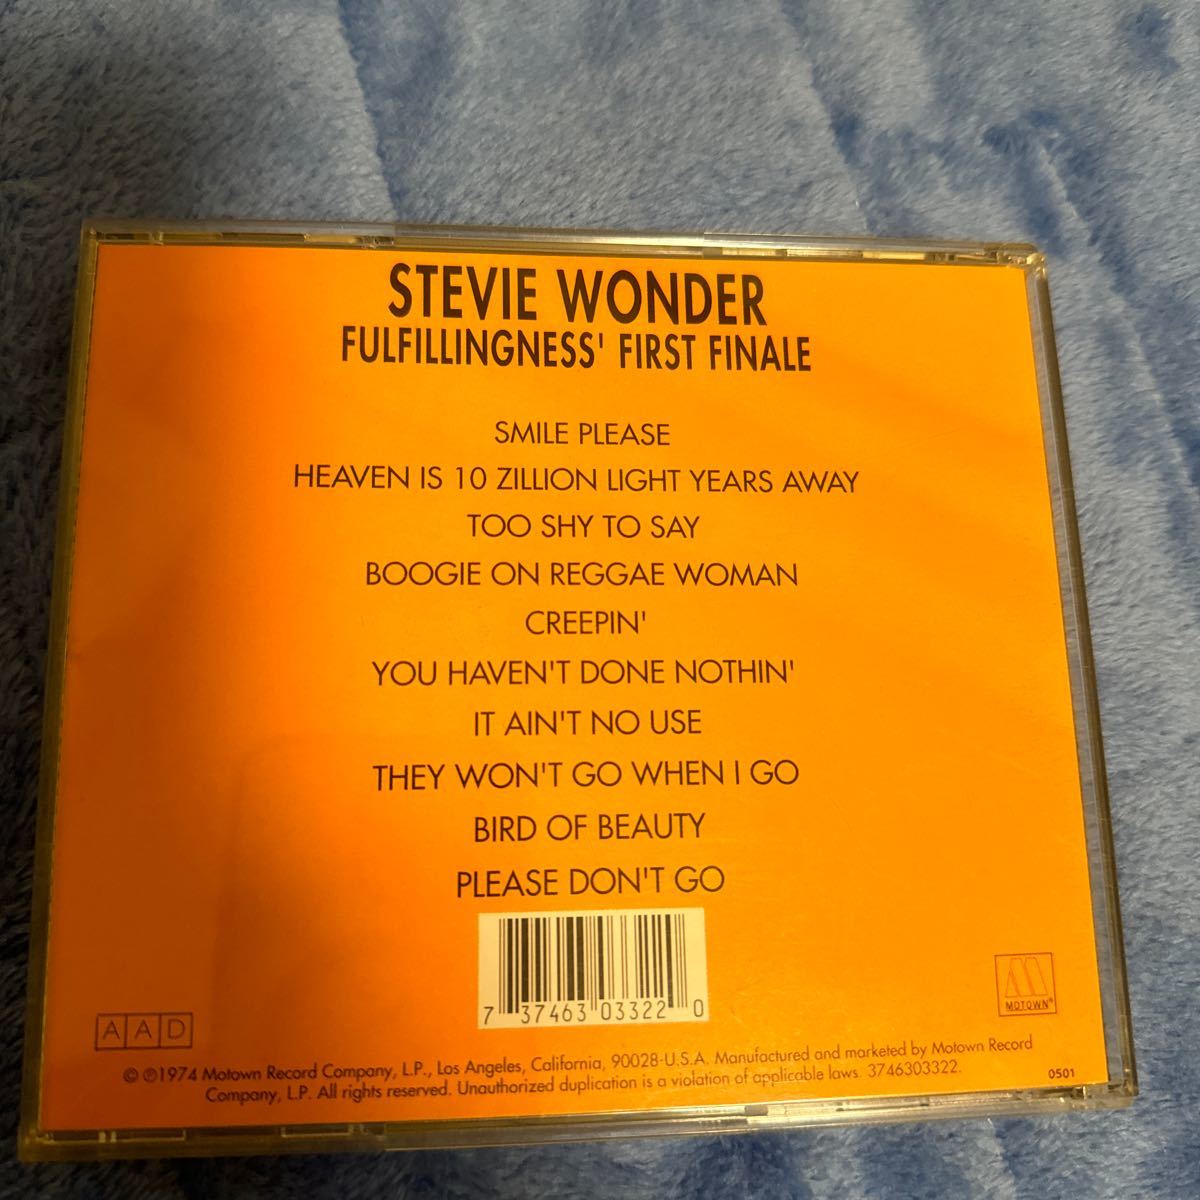 STEVIE WONDER
FULFILLINGNESS' FIRST FINALE
SMILE PLEASE
HEAVEN IS 10 ZILLION LIGHT YEARS AWAY
TOO SHY TO SAY
BOOGIE ON REGGAE WOMAN
CREEPIN'
YOU HAVEN'T DONE NOTHIN'
IT AIN'T NO USE
THEY WON'T GO WHEN I GO
BIRD OF BEAUTY
PLEASE DON'T GO
7 37463 03322 0
AAD
M
MOTOWN®
© ℗1974 Motown Record Company, L.P., Los Angeles, California, 90028-U.S.A. Manufactured and marketed by Motown Record
Company, L.P. All rights reserved. Unauthorized duplication is a violation of applicable laws. 3746303322.
0501